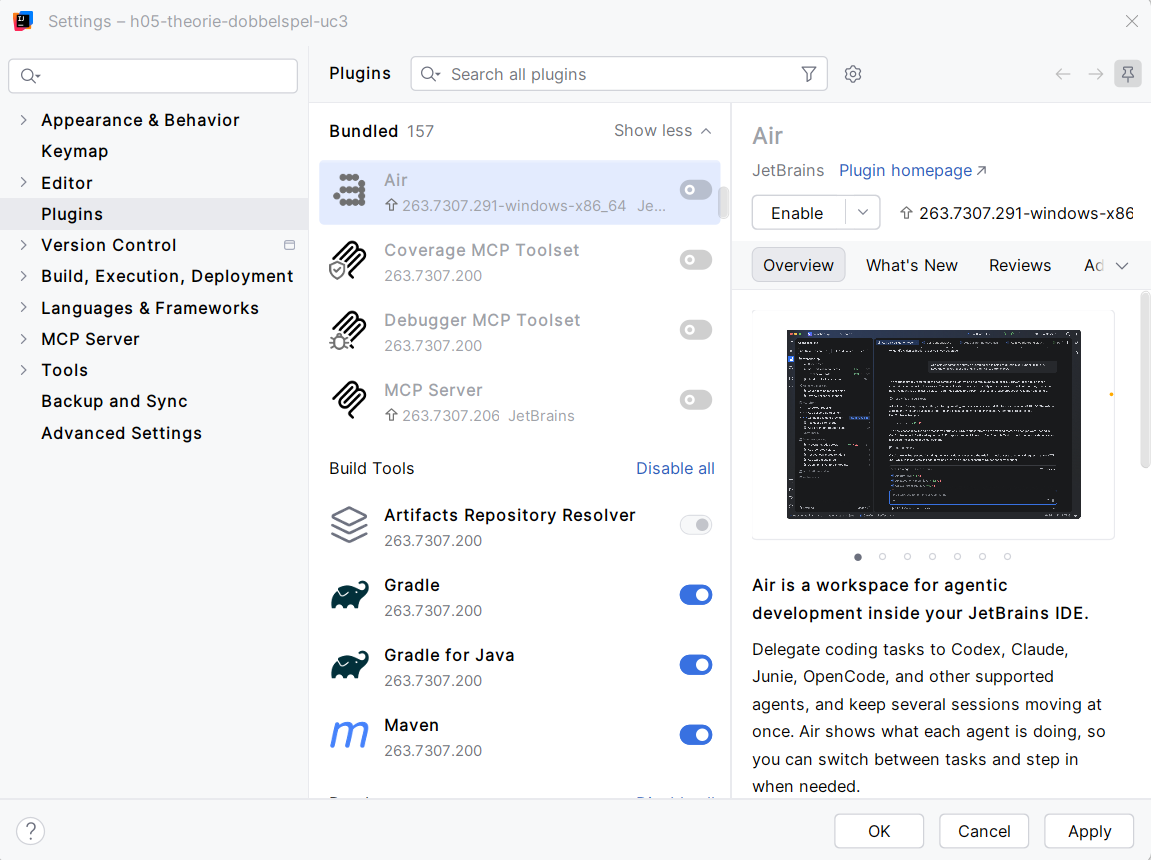 Settings – h05-theorie-dobbelspel-uc3
Appearance & Behavior
Keymap
Editor
Plugins
Version Control
Build, Execution, Deployment
Languages & Frameworks
MCP Server
Tools
Backup and Sync
Advanced Settings
Plugins
Search all plugins
Bundled 157 Show less
Air
263.7307.291-windows-x86_64 Je...
Coverage MCP Toolset
263.7307.200
Debugger MCP Toolset
263.7307.200
MCP Server
263.7307.206 JetBrains
Build Tools Disable all
Artifacts Repository Resolver
263.7307.200
Gradle
263.7307.200
Gradle for Java
263.7307.200
Maven
263.7307.200
Air
JetBrains Plugin homepage
Enable 263.7307.291-windows-x86
Overview What's New Reviews Ad
Air is a workspace for agentic
development inside your JetBrains IDE.
Delegate coding tasks to Codex, Claude,
Junie, OpenCode, and other supported
agents, and keep several sessions moving at
once. Air shows what each agent is doing, so
you can switch between tasks and step in
when needed.
? OK Cancel Apply